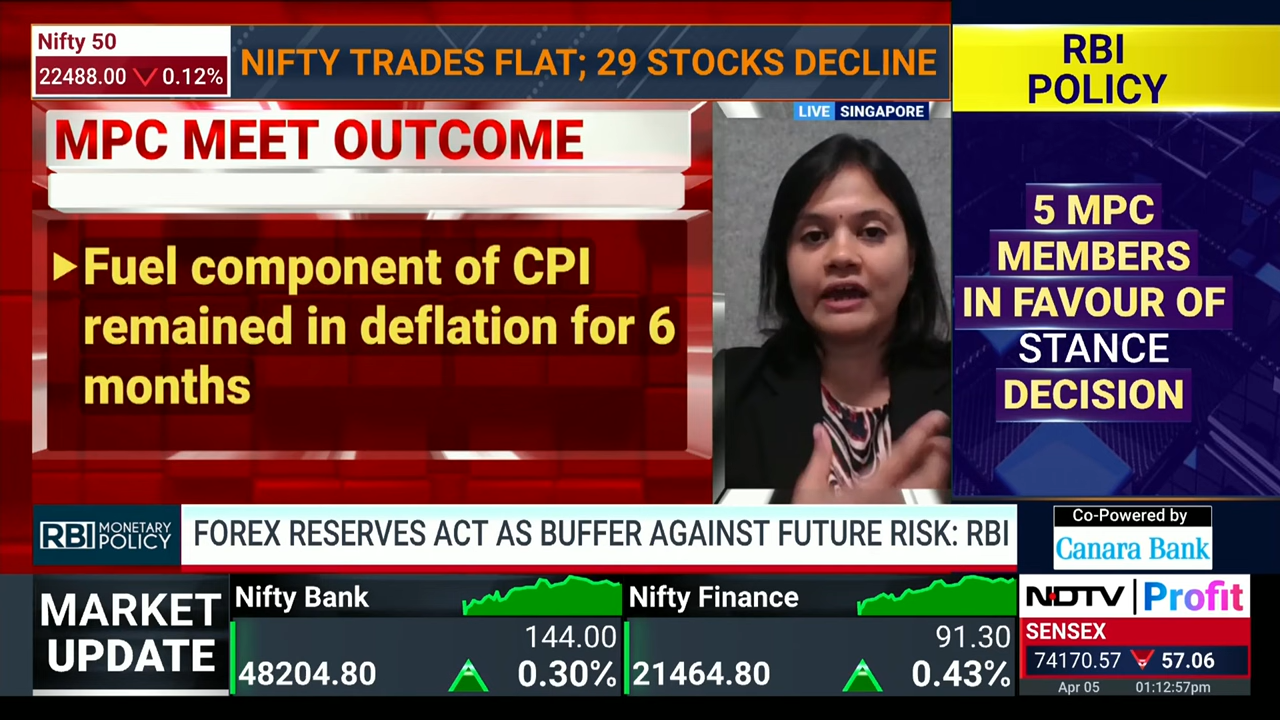 Nifty 50
22488.00 0.12%
NIFTY TRADES FLAT; 29 STOCKS DECLINE
RBI
POLICY
MPC MEET OUTCOME
LIVE SINGAPORE
Fuel component of CPI
remained in deflation for 6
months
5 MPC
MEMBERS
IN FAVOUR OF
STANCE
DECISION
RBI MONETARY
POLICY
FOREX RESERVES ACT AS BUFFER AGAINST FUTURE RISK: RBI
Co-Powered by
Canara Bank
MARKET
UPDATE
Nifty Bank
144.00
48204.80 0.30%
Nifty Finance
91.30
21464.80 0.43%
NDTV Profit
SENSEX
74170.57 57.06
Apr 05 01:12:57pm